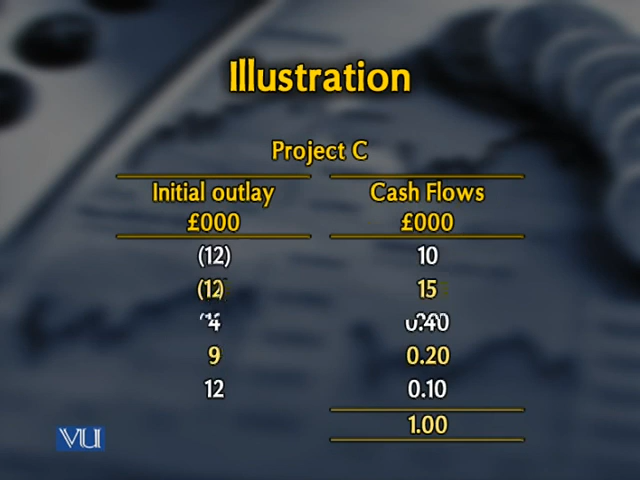 Illustration
Project C
Initial outlay Cash Flows
£000 £000
(12) 10
(12) 15
9 0.20
12 0.10
1.00
VU